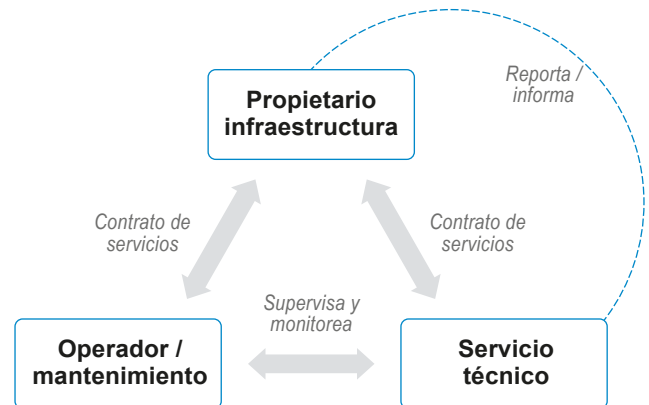 Reporta /
informa
Propietario
infraestructura
Contrato de
servicios
Contrato de
servicios
Supervisa y
monitorea
Operador /
mantenimiento
Servicio
técnico